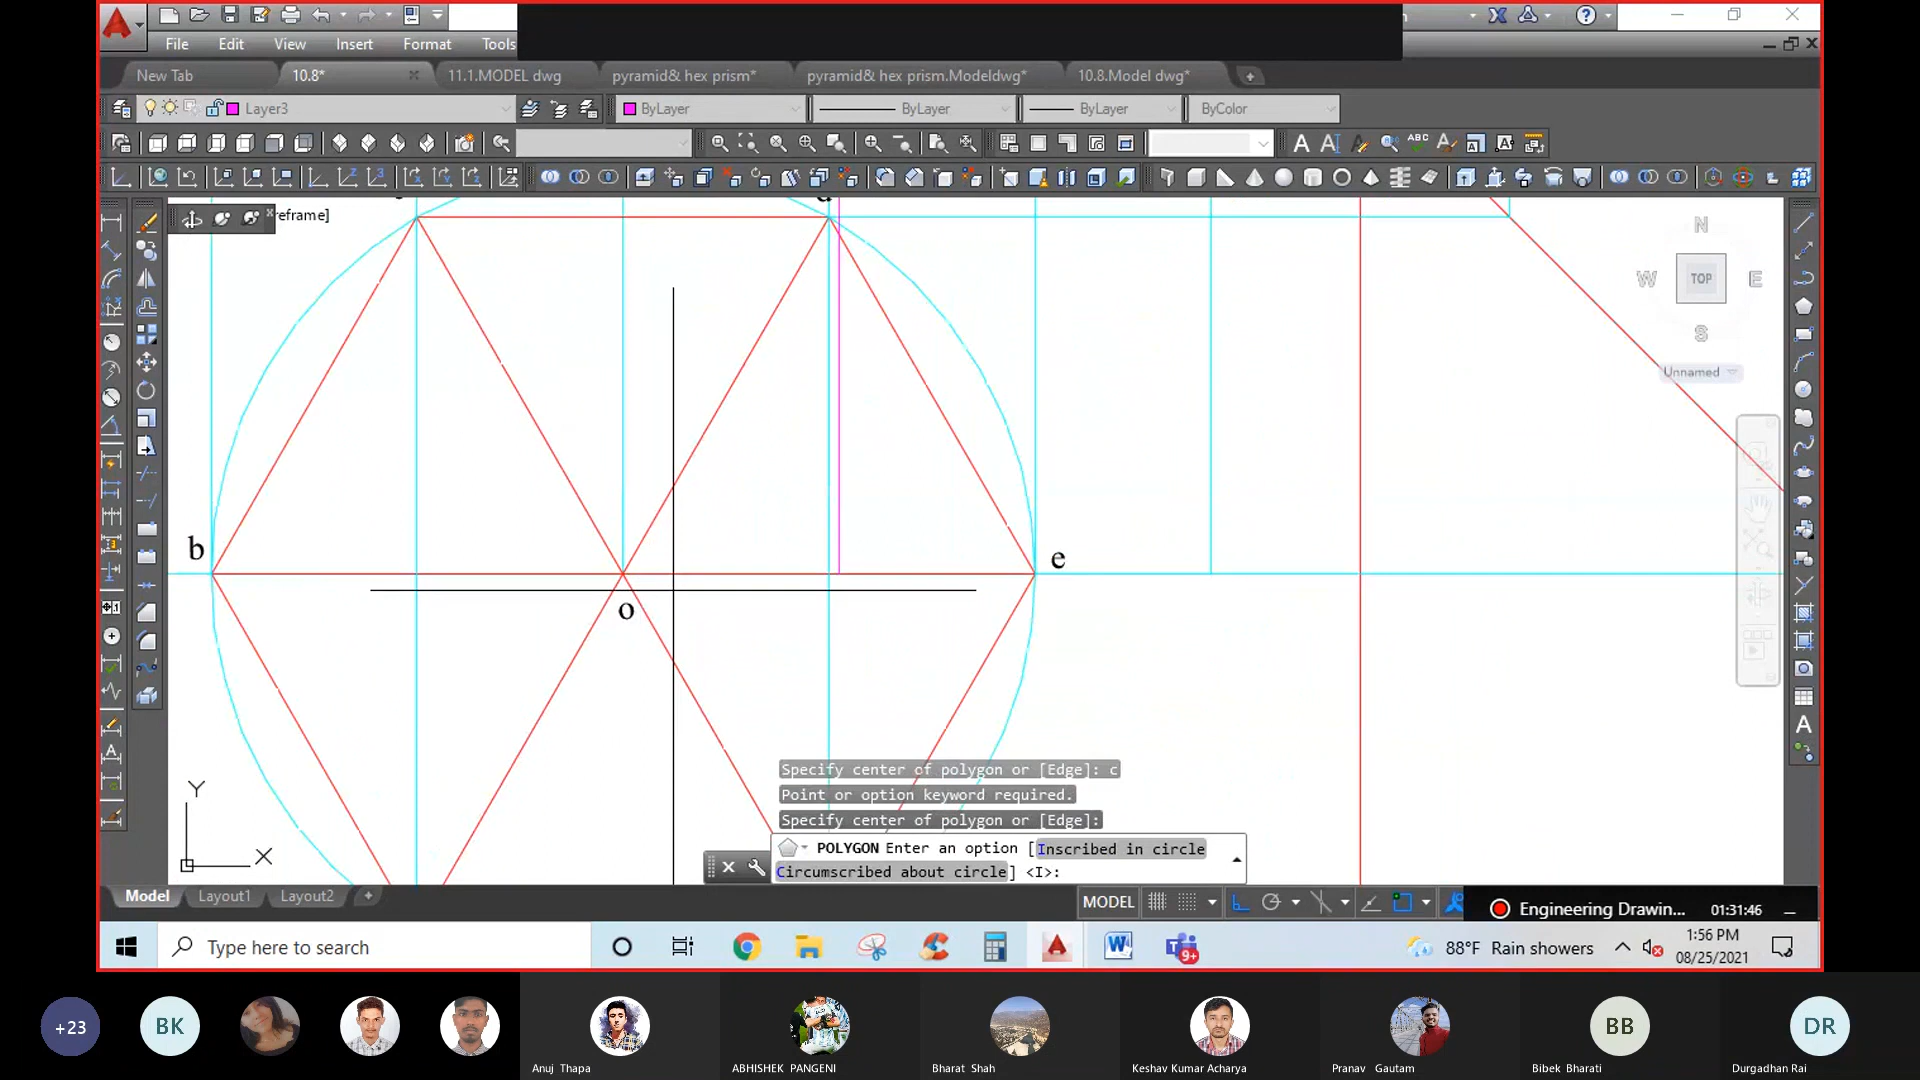 File Edit View Insert Format Tools
New Tab 10.8* 11.1.MODEL dwg pyramid& hex prism* pyramid& hex prism.Modeldwg* 10.8.Model dwg*
Layer3 ByLayer ByLayer ByLayer ByColor
reframe]
N
W TOP E
S
Unnamed
b
e
o
Specify center of polygon or [Edge]: c
Point or option keyword required.
Specify center of polygon or [Edge]:
POLYGON Enter an option [Inscribed in circle
Circumscribed about circle] <I>:
Y
X
Model Layout1 Layout2
MODEL
Engineering Drawin... 01:31:46
Type here to search
9+
88°F Rain showers
1:56 PM
08/25/2021
+23 BK BB DR
Anuj Thapa ABHISHEK PANGENI Bharat Shah Keshav Kumar Acharya Pranav Gautam Bibek Bharati Durgadhan Rai